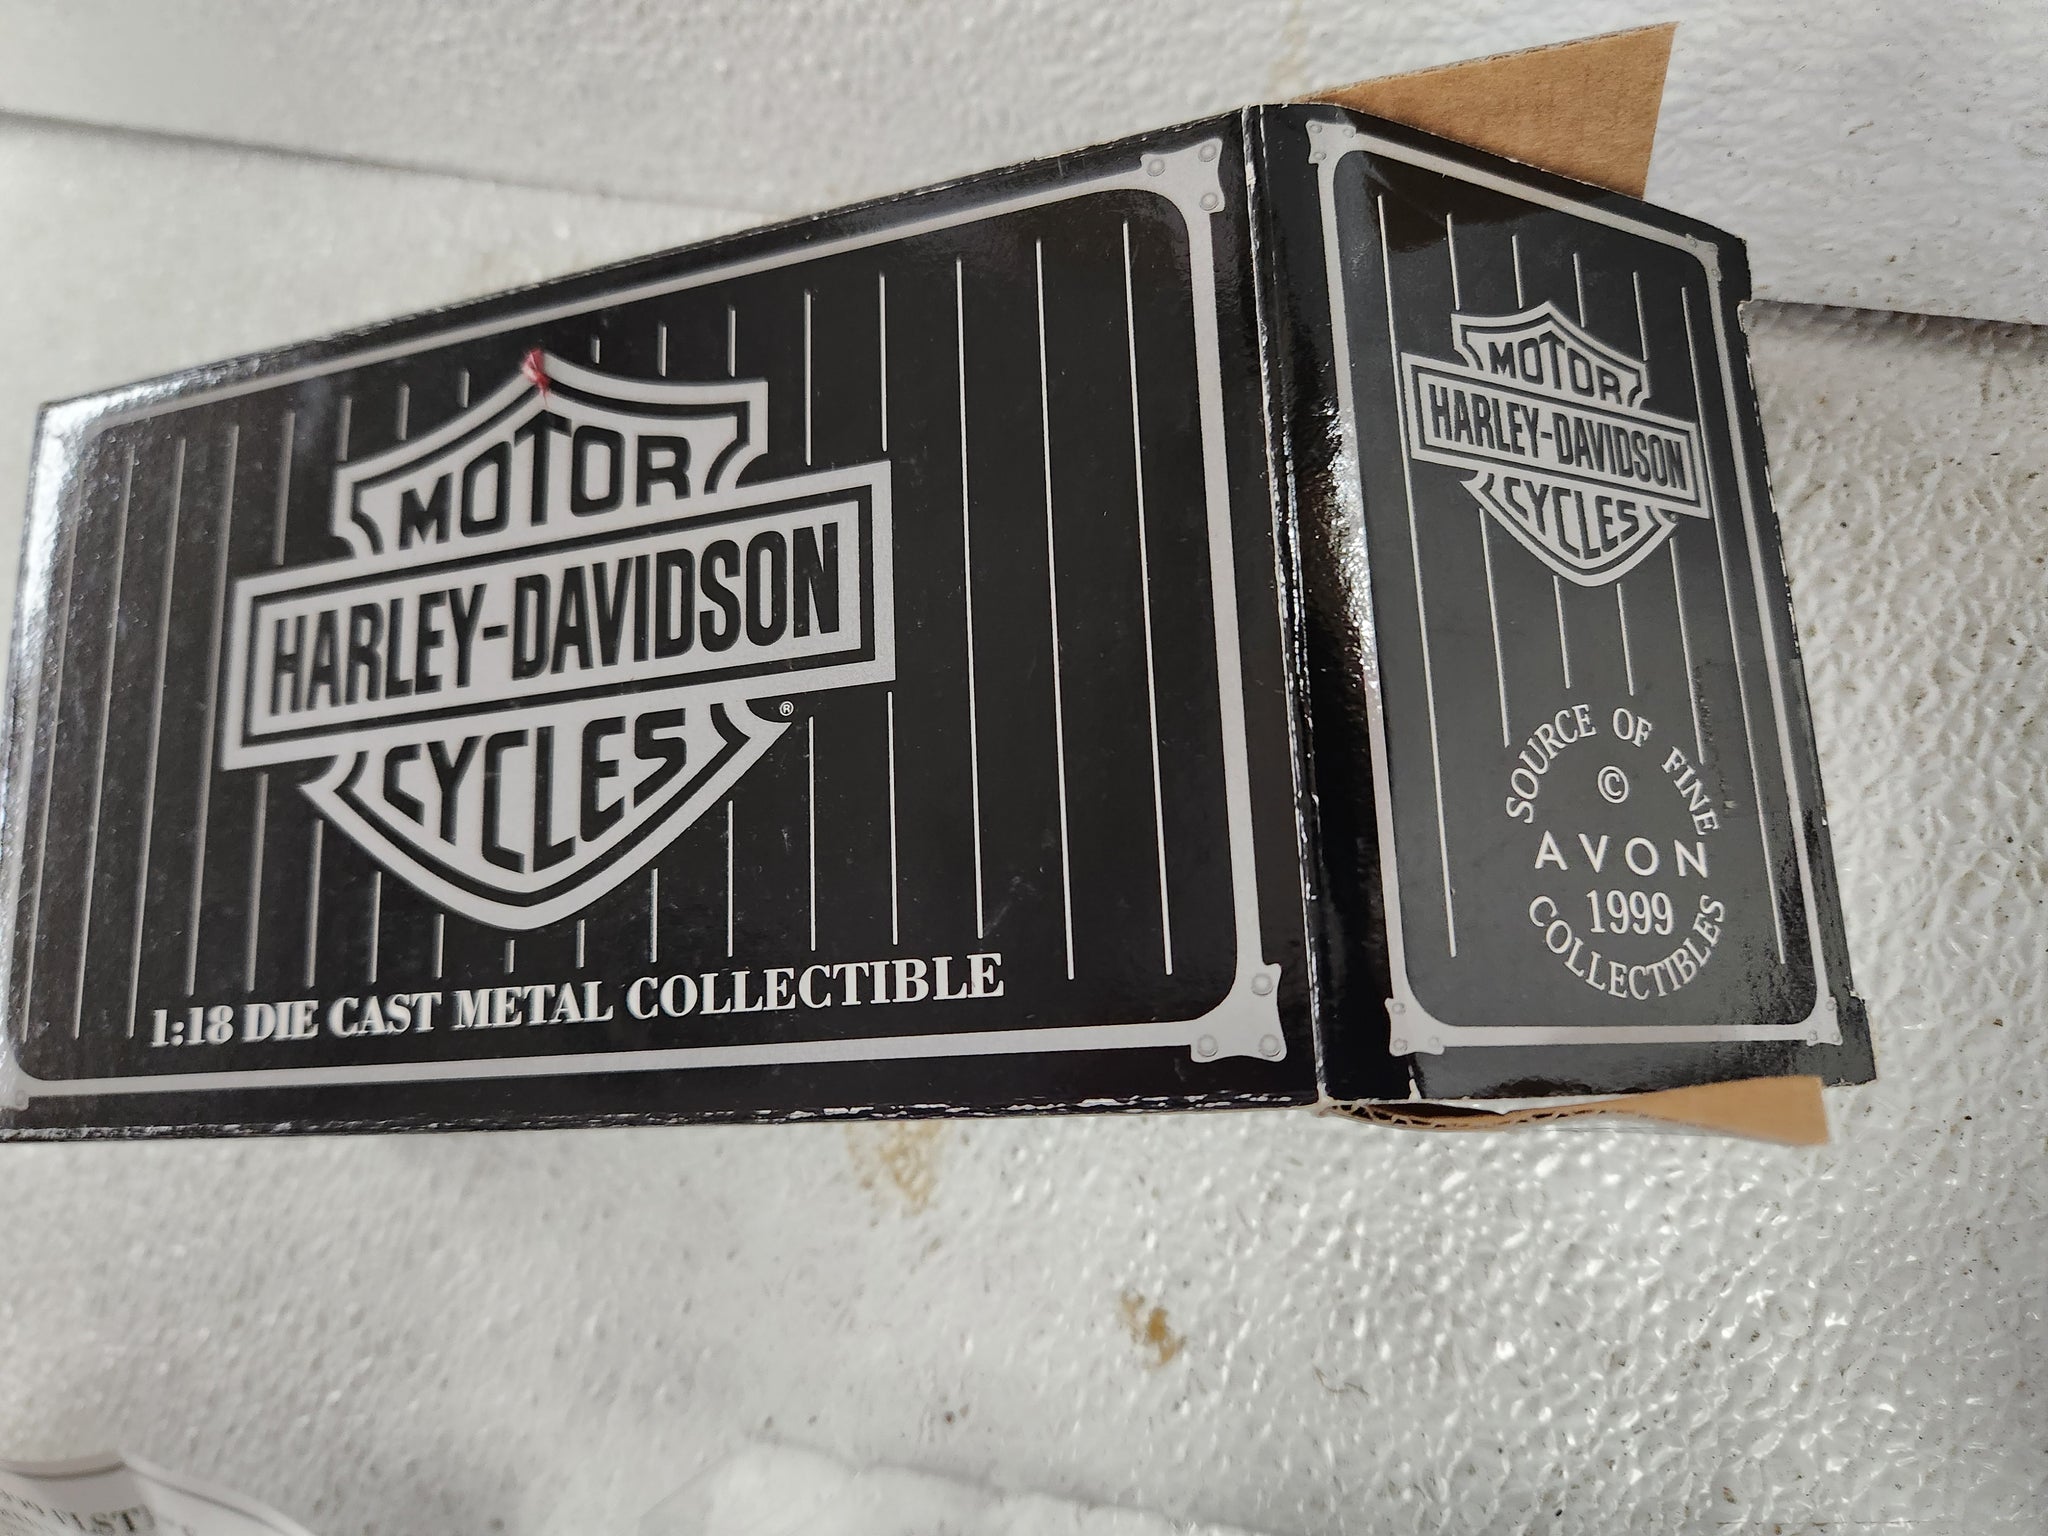 MOTOR
HARLEY-DAVIDSON
CYCLES
®
1:18 DIE CAST METAL COLLECTIBLE
MOTOR
HARLEY-DAVIDSON
CYCLES
SOURCE OF FINE
©
AVON
1999
COLLECTIBLES